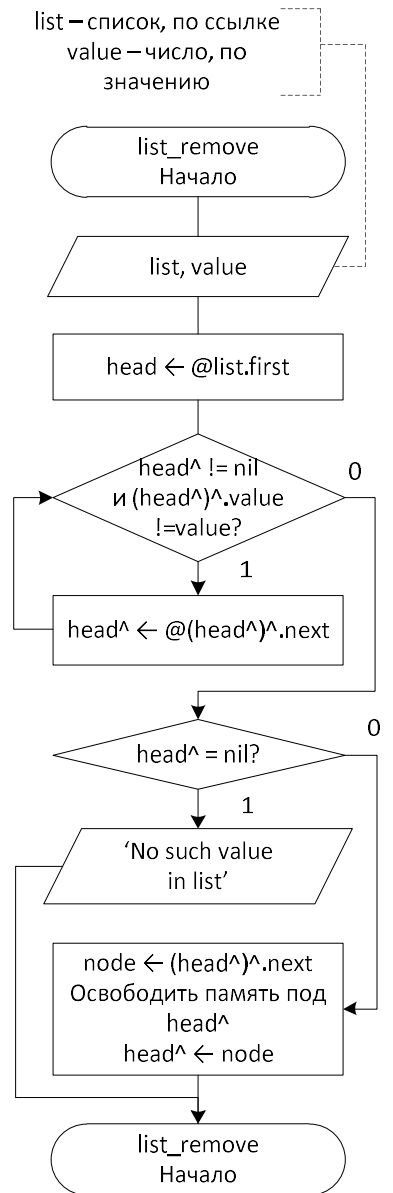 list – список, по ссылке
value – число, по
значению
list_remove
Начало
list, value
head ← @list.first
head^ != nil
и (head^)^.value
!=value?
0
1
head^ ← @(head^)^.next
head^ = nil?
0
1
‘No such value
in list’
node ← (head^)^.next
Освободить память под
head^
head^ ← node
list_remove
Начало